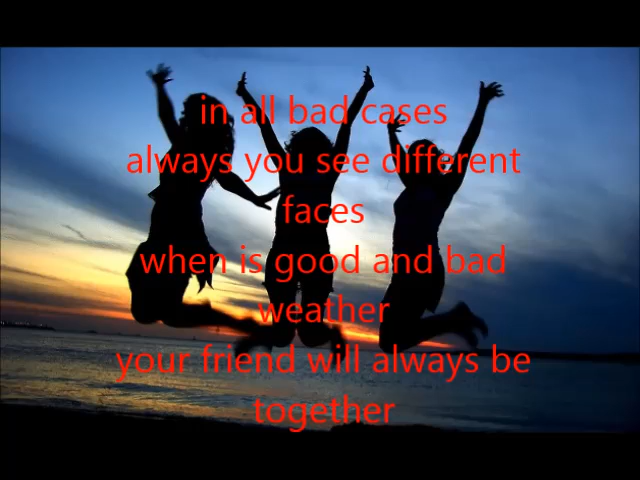 in all bad cases
always you see different
faces
when is good and bad
weather
your friend will always be
together